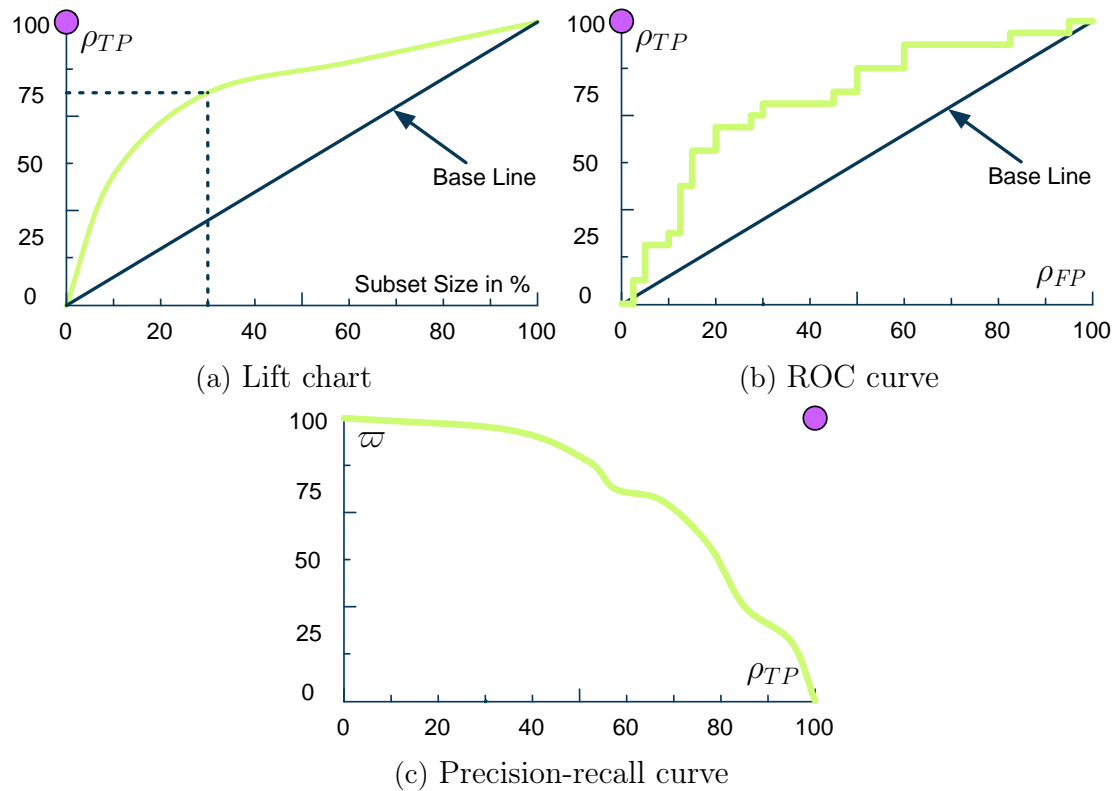 100
ρTP
75
50
25
0
Base Line
Subset Size in %
0 20 40 60 80 100
(a) Lift chart
100
ρTP
75
50
25
0
Base Line
ρFP
0 20 40 60 80 100
(b) ROC curve
100
ϖ
75
50
25
0
ρTP
0 20 40 60 80 100
(c) Precision-recall curve